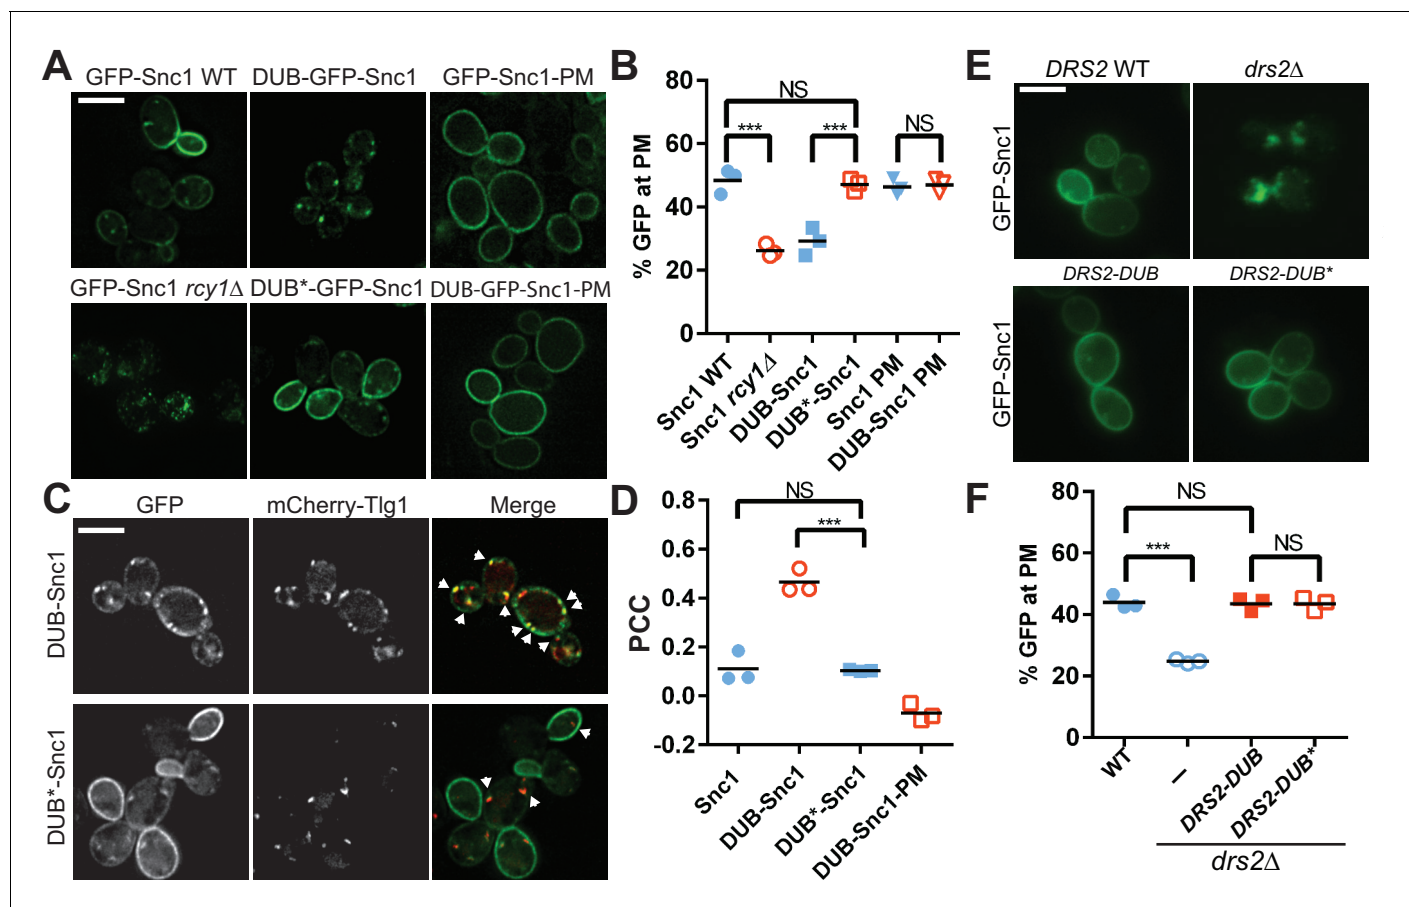 A
GFP-Snc1 WT
DUB-GFP-Snc1
GFP-Snc1-PM
GFP-Snc1 rcy1Δ
DUB*-GFP-Snc1
DUB-GFP-Snc1-PM
B
% GFP at PM
80
60
40
20
0
NS
***
***
NS
Snc1 WT
Snc1 rcy1Δ
DUB-Snc1
DUB*-Snc1
Snc1 PM
DUB-Snc1 PM
C
GFP
mCherry-Tlg1
Merge
DUB-Snc1
DUB*-Snc1
D
PCC
0.8
0.6
0.4
0.2
0.0
-0.2
NS
***
Snc1
DUB-Snc1
DUB*-Snc1
DUB-Snc1-PM
E
DRS2 WT
drs2Δ
GFP-Snc1
DRS2-DUB
DRS2-DUB*
GFP-Snc1
F
% GFP at PM
80
60
40
20
0
NS
***
NS
WT
–
DRS2-DUB
DRS2-DUB*
drs2Δ